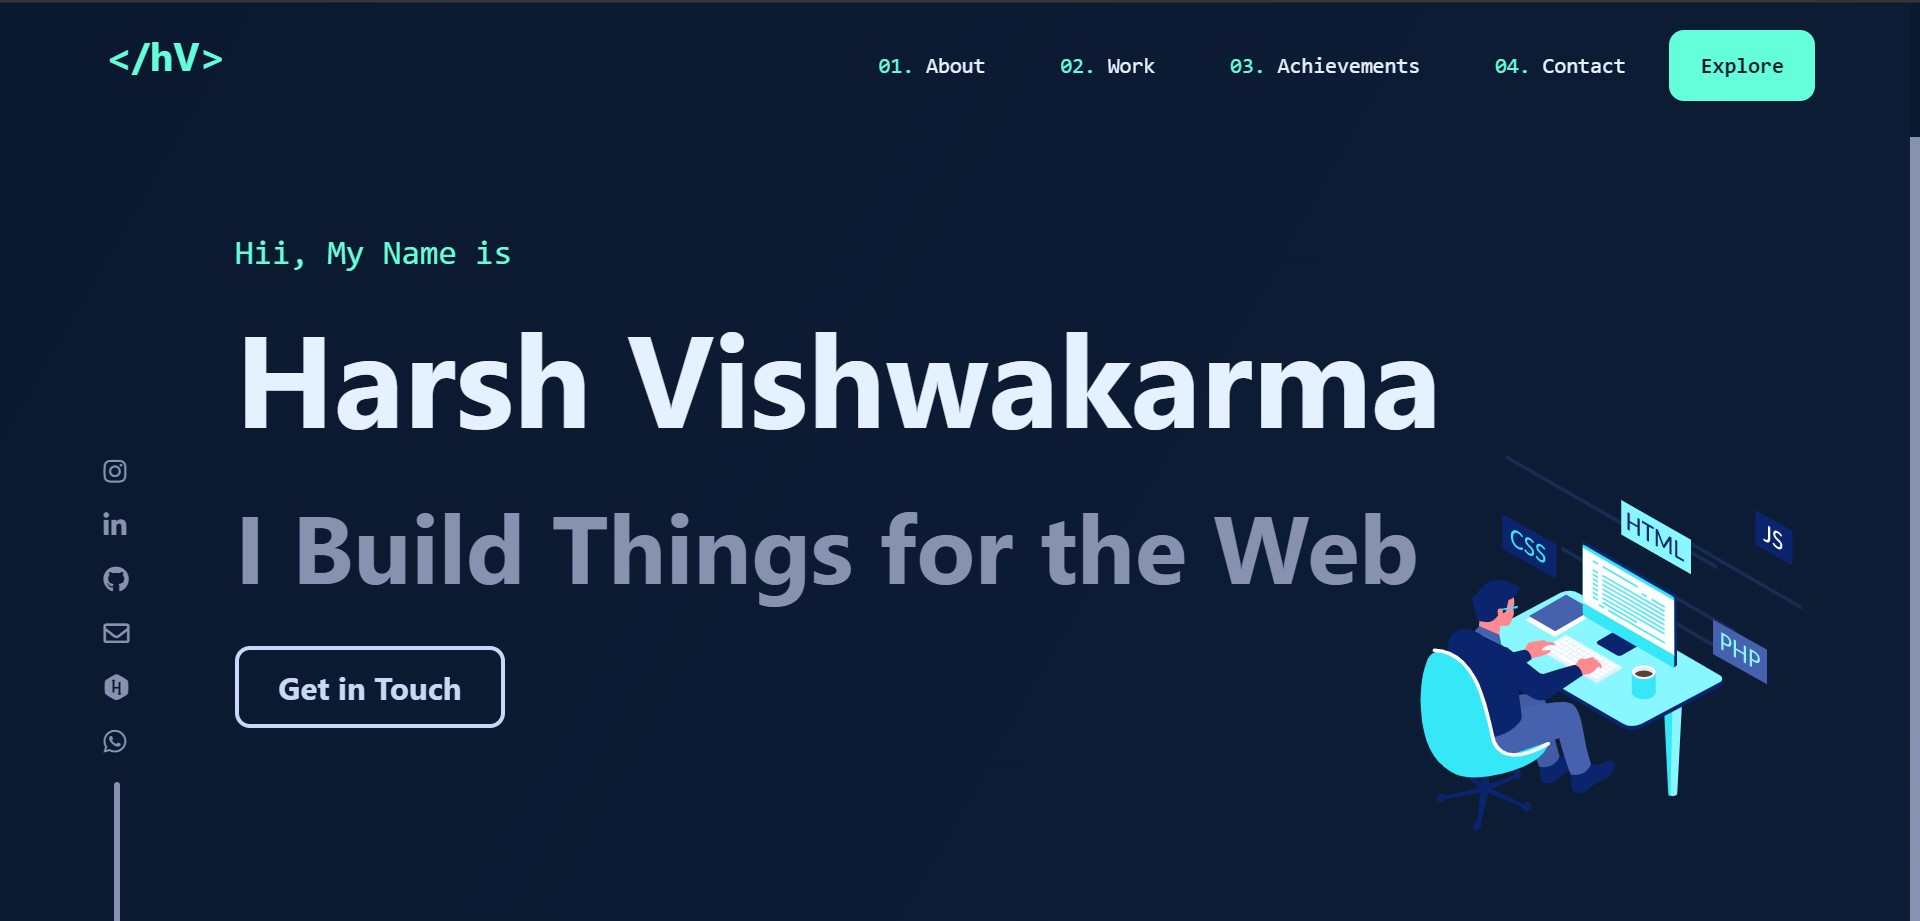 </hV>
01. About 02. Work 03. Achievements 04. Contact Explore
Hii, My Name is
Harsh Vishwakarma
I Build Things for the Web
Get in Touch
CSS
HTML
JS
PHP